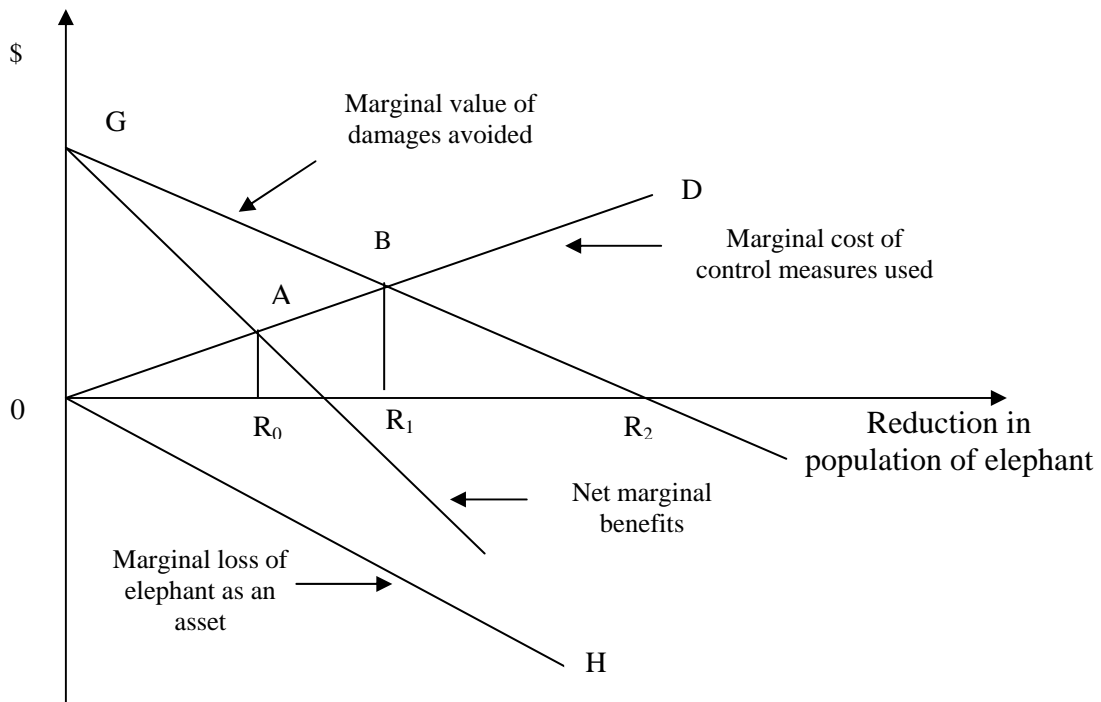 $
G
Marginal value of
damages avoided
D
B
Marginal cost of
control measures used
A
0
R0
R1
R2
Reduction in
population of elephant
Net marginal
benefits
Marginal loss of
elephant as an
asset
H